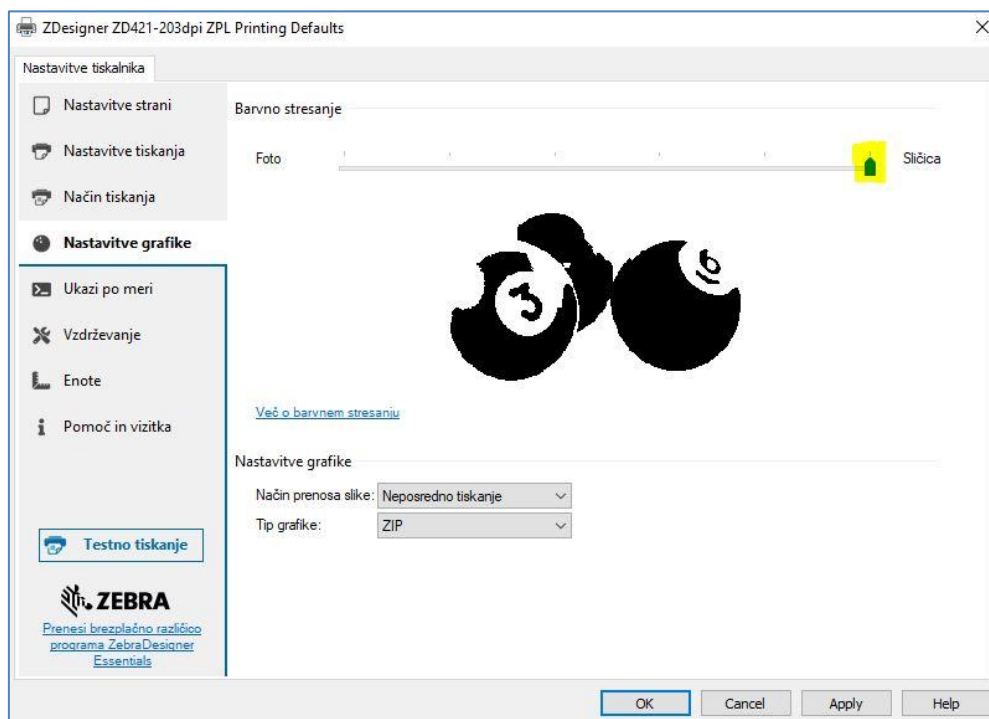 ZDesigner ZD421-203dpi ZPL Printing Defaults
Nastavitve tiskalnika
Nastavitve strani
Nastavitve tiskanja
Način tiskanja
Nastavitve grafike
Ukazi po meri
Vzdrževanje
Enote
Pomoč in vizitka
Testno tiskanje
ZEBRA
Prenesi brezplačno različico
programa ZebraDesigner
Essentials
Barvno stresanje
Foto
Sličica
3
16
Več o barvnem stresanju
Nastavitve grafike
Način prenosa slike: Neposredno tiskanje
Tip grafike: ZIP
OK Cancel Apply Help